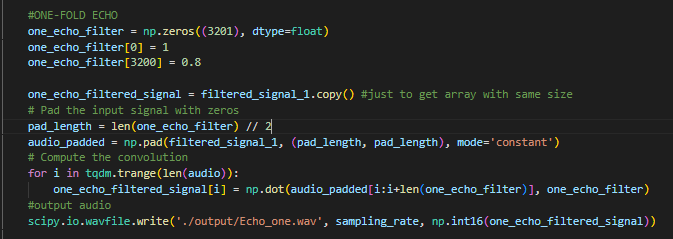 #ONE-FOLD ECHO
one_echo_filter = np.zeros((3201), dtype=float)
one_echo_filter[0] = 1
one_echo_filter[3200] = 0.8
one_echo_filtered_signal = filtered_signal_1.copy() #just to get array with same size
# Pad the input signal with zeros
pad_length = len(one_echo_filter) // 2
audio_padded = np.pad(filtered_signal_1, (pad_length, pad_length), mode='constant')
# Compute the convolution
for i in tqdm.trange(len(audio)):
    one_echo_filtered_signal[i] = np.dot(audio_padded[i:i+len(one_echo_filter)], one_echo_filter)
#output audio
scipy.io.wavfile.write('./output/Echo_one.wav', sampling_rate, np.int16(one_echo_filtered_signal))